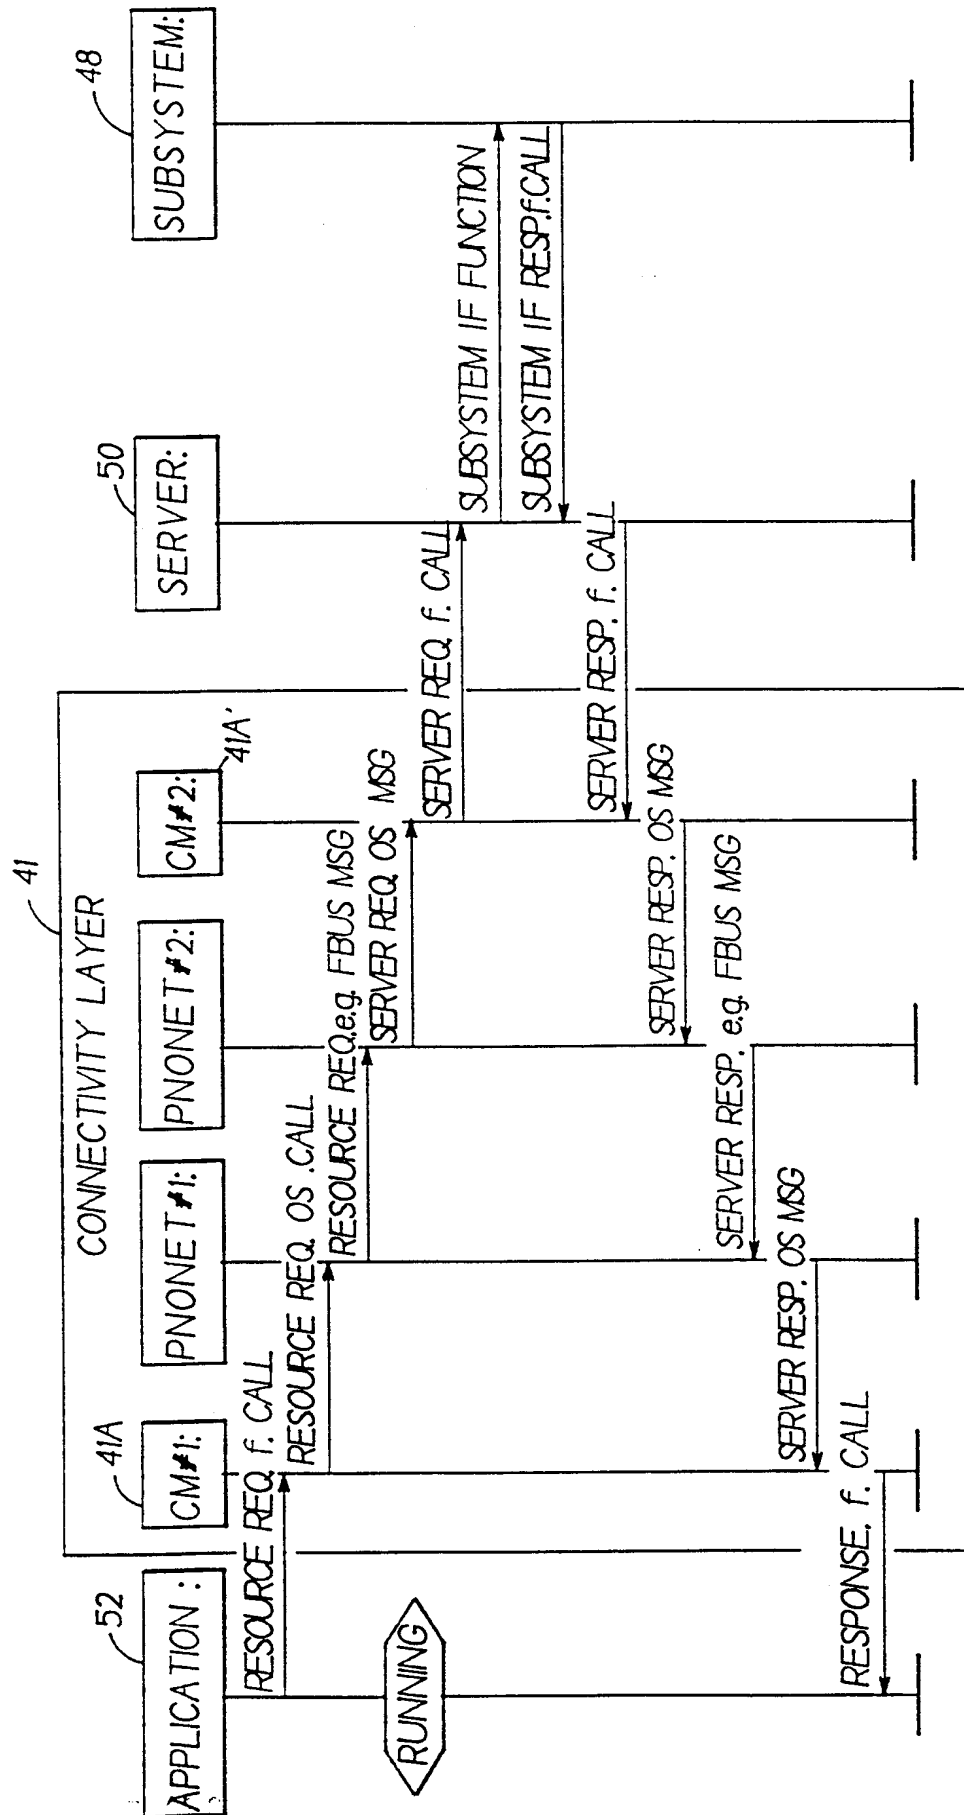 41
CONNECTIVITY LAYER
52
APPLICATION :
41A
CM#1:
PNONET#1:
PNONET#2:
CM#2:
41A'
50
SERVER:
48
SUBSYSTEM:
RESOURCE REQ. f. CALL
RESOURCE REQ. OS .CALL
RESOURCE REQ.e.g. FBUS MSG
SERVER REQ. OS MSG
SERVER REQ. f. CALL
SUBSYSTEM IF FUNCTION
SUBSYSTEM IF RESP.f.CALL
RUNNING
SERVER RESP. f. CALL
SERVER RESP. OS MSG
SERVER RESP. e.g. FBUS MSG
SERVER RESP. OS MSG
RESPONSE. f. CALL